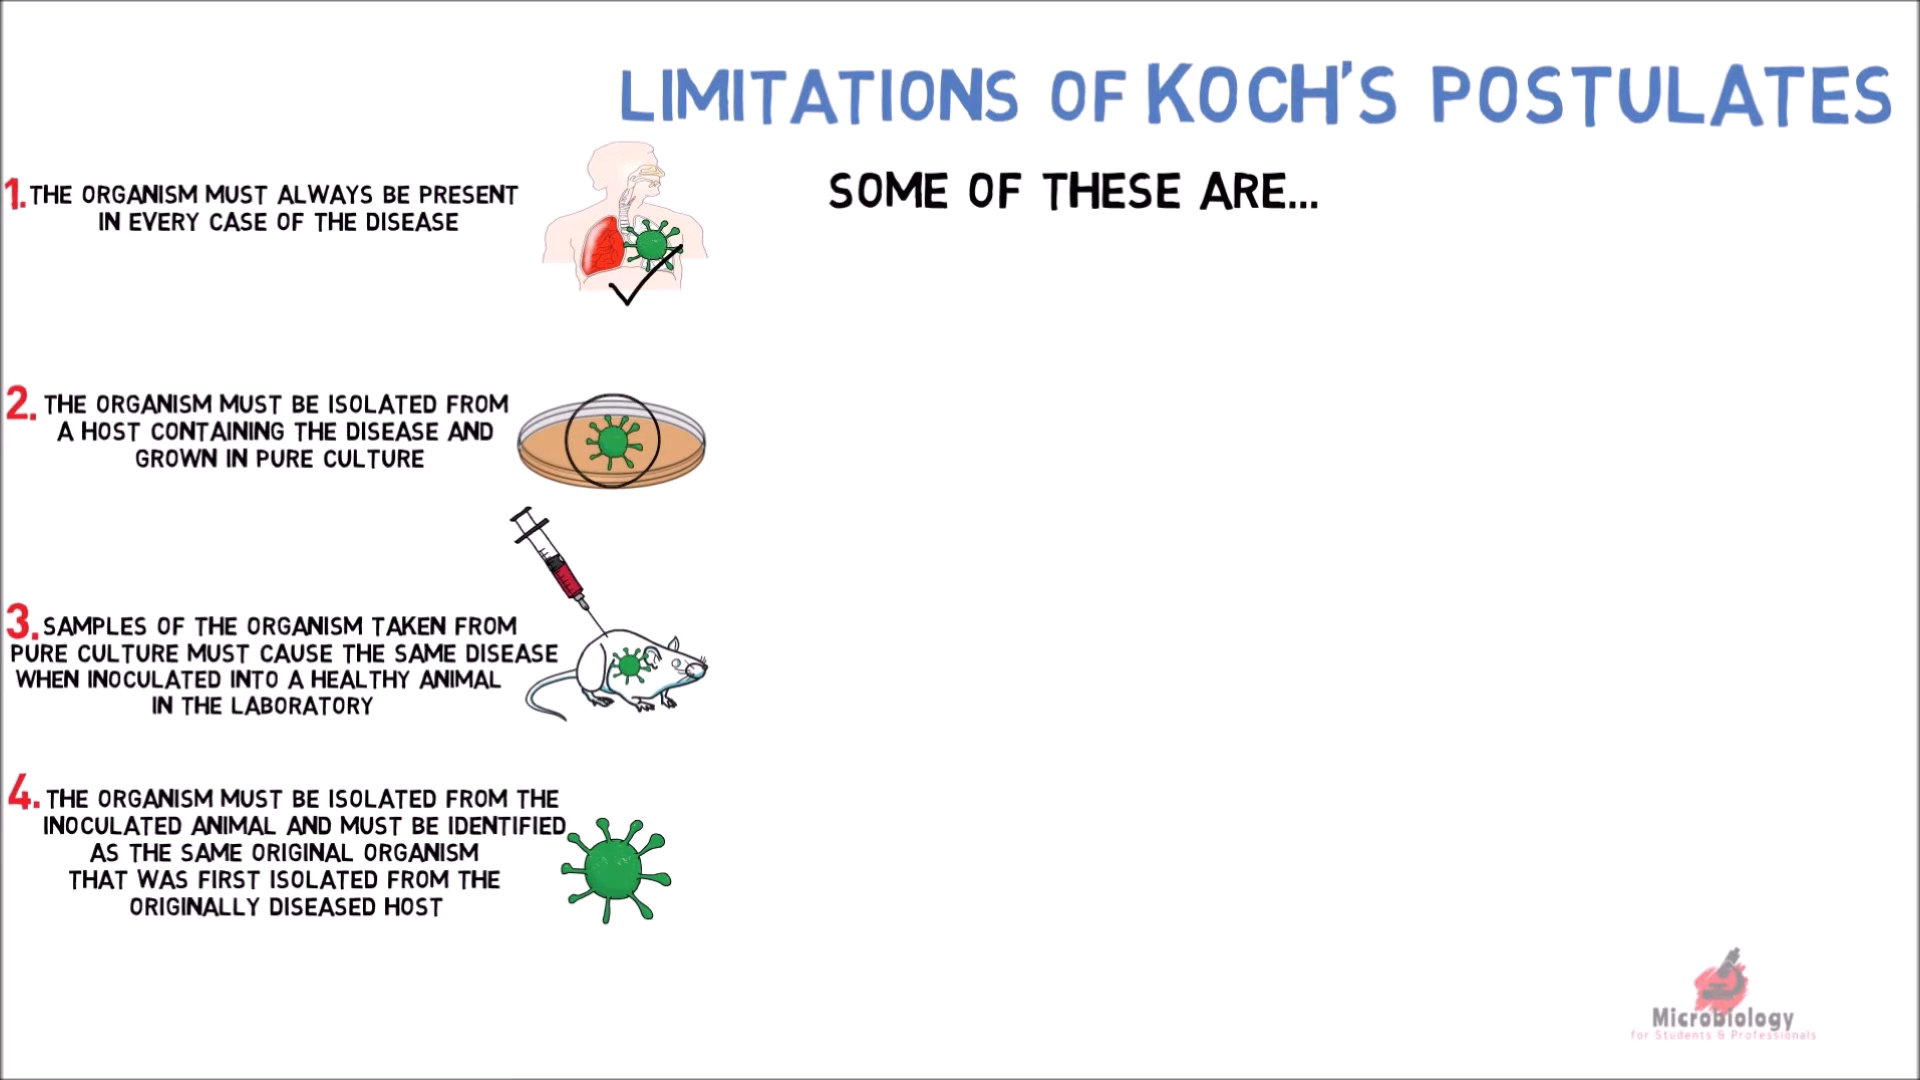 LIMITATIONS OF KOCH'S POSTULATES
SOME OF THESE ARE...
1. THE ORGANISM MUST ALWAYS BE PRESENT
IN EVERY CASE OF THE DISEASE
2. THE ORGANISM MUST BE ISOLATED FROM
A HOST CONTAINING THE DISEASE AND
GROWN IN PURE CULTURE
3. SAMPLES OF THE ORGANISM TAKEN FROM
PURE CULTURE MUST CAUSE THE SAME DISEASE
WHEN INOCULATED INTO A HEALTHY ANIMAL
IN THE LABORATORY
4. THE ORGANISM MUST BE ISOLATED FROM THE
INOCULATED ANIMAL AND MUST BE IDENTIFIED
AS THE SAME ORIGINAL ORGANISM
THAT WAS FIRST ISOLATED FROM THE
ORIGINALLY DISEASED HOST
Microbiology
for Students & Professionals